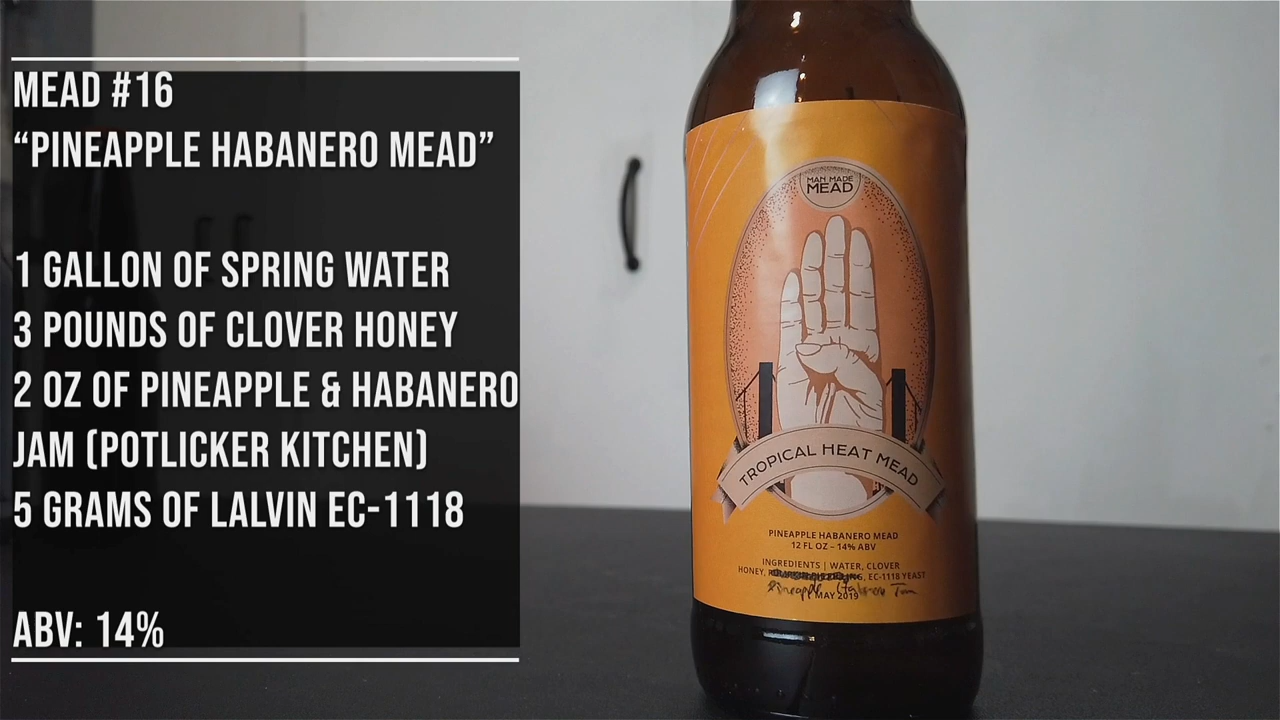 MEAD #16
“PINEAPPLE HABANERO MEAD”
1 GALLON OF SPRING WATER
3 POUNDS OF CLOVER HONEY
2 OZ OF PINEAPPLE & HABANERO
JAM (POTLICKER KITCHEN)
5 GRAMS OF LALVIN EC-1118
ABV: 14%
MAN MADE
MEAD
TROPICAL HEAT MEAD
PINEAPPLE HABANERO MEAD
12 FL OZ – 14% ABV
INGREDIENTS | WATER, CLOVER
HONEY, EC-1118 YEAST
Pineapple
MAY 2019